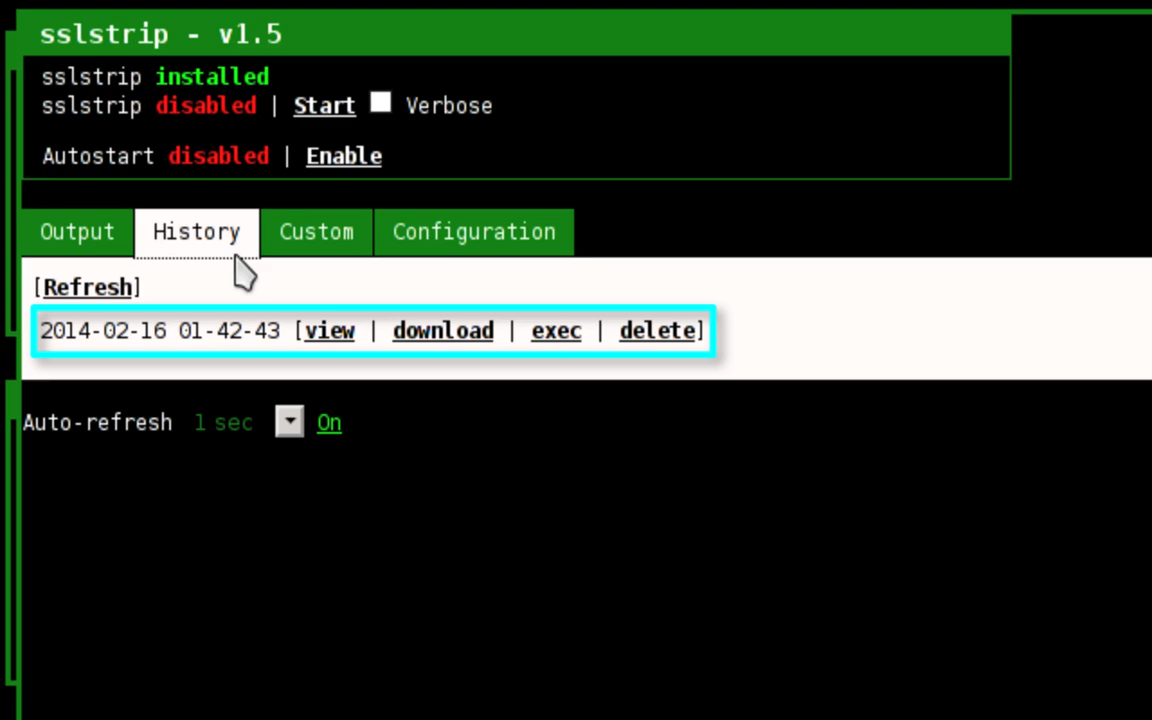 sslstrip - v1.5
sslstrip installed
sslstrip disabled | Start Verbose
Autostart disabled | Enable
Output History Custom Configuration
[Refresh]
2014-02-16 01-42-43 [view | download | exec | delete]
Auto-refresh 1 sec On